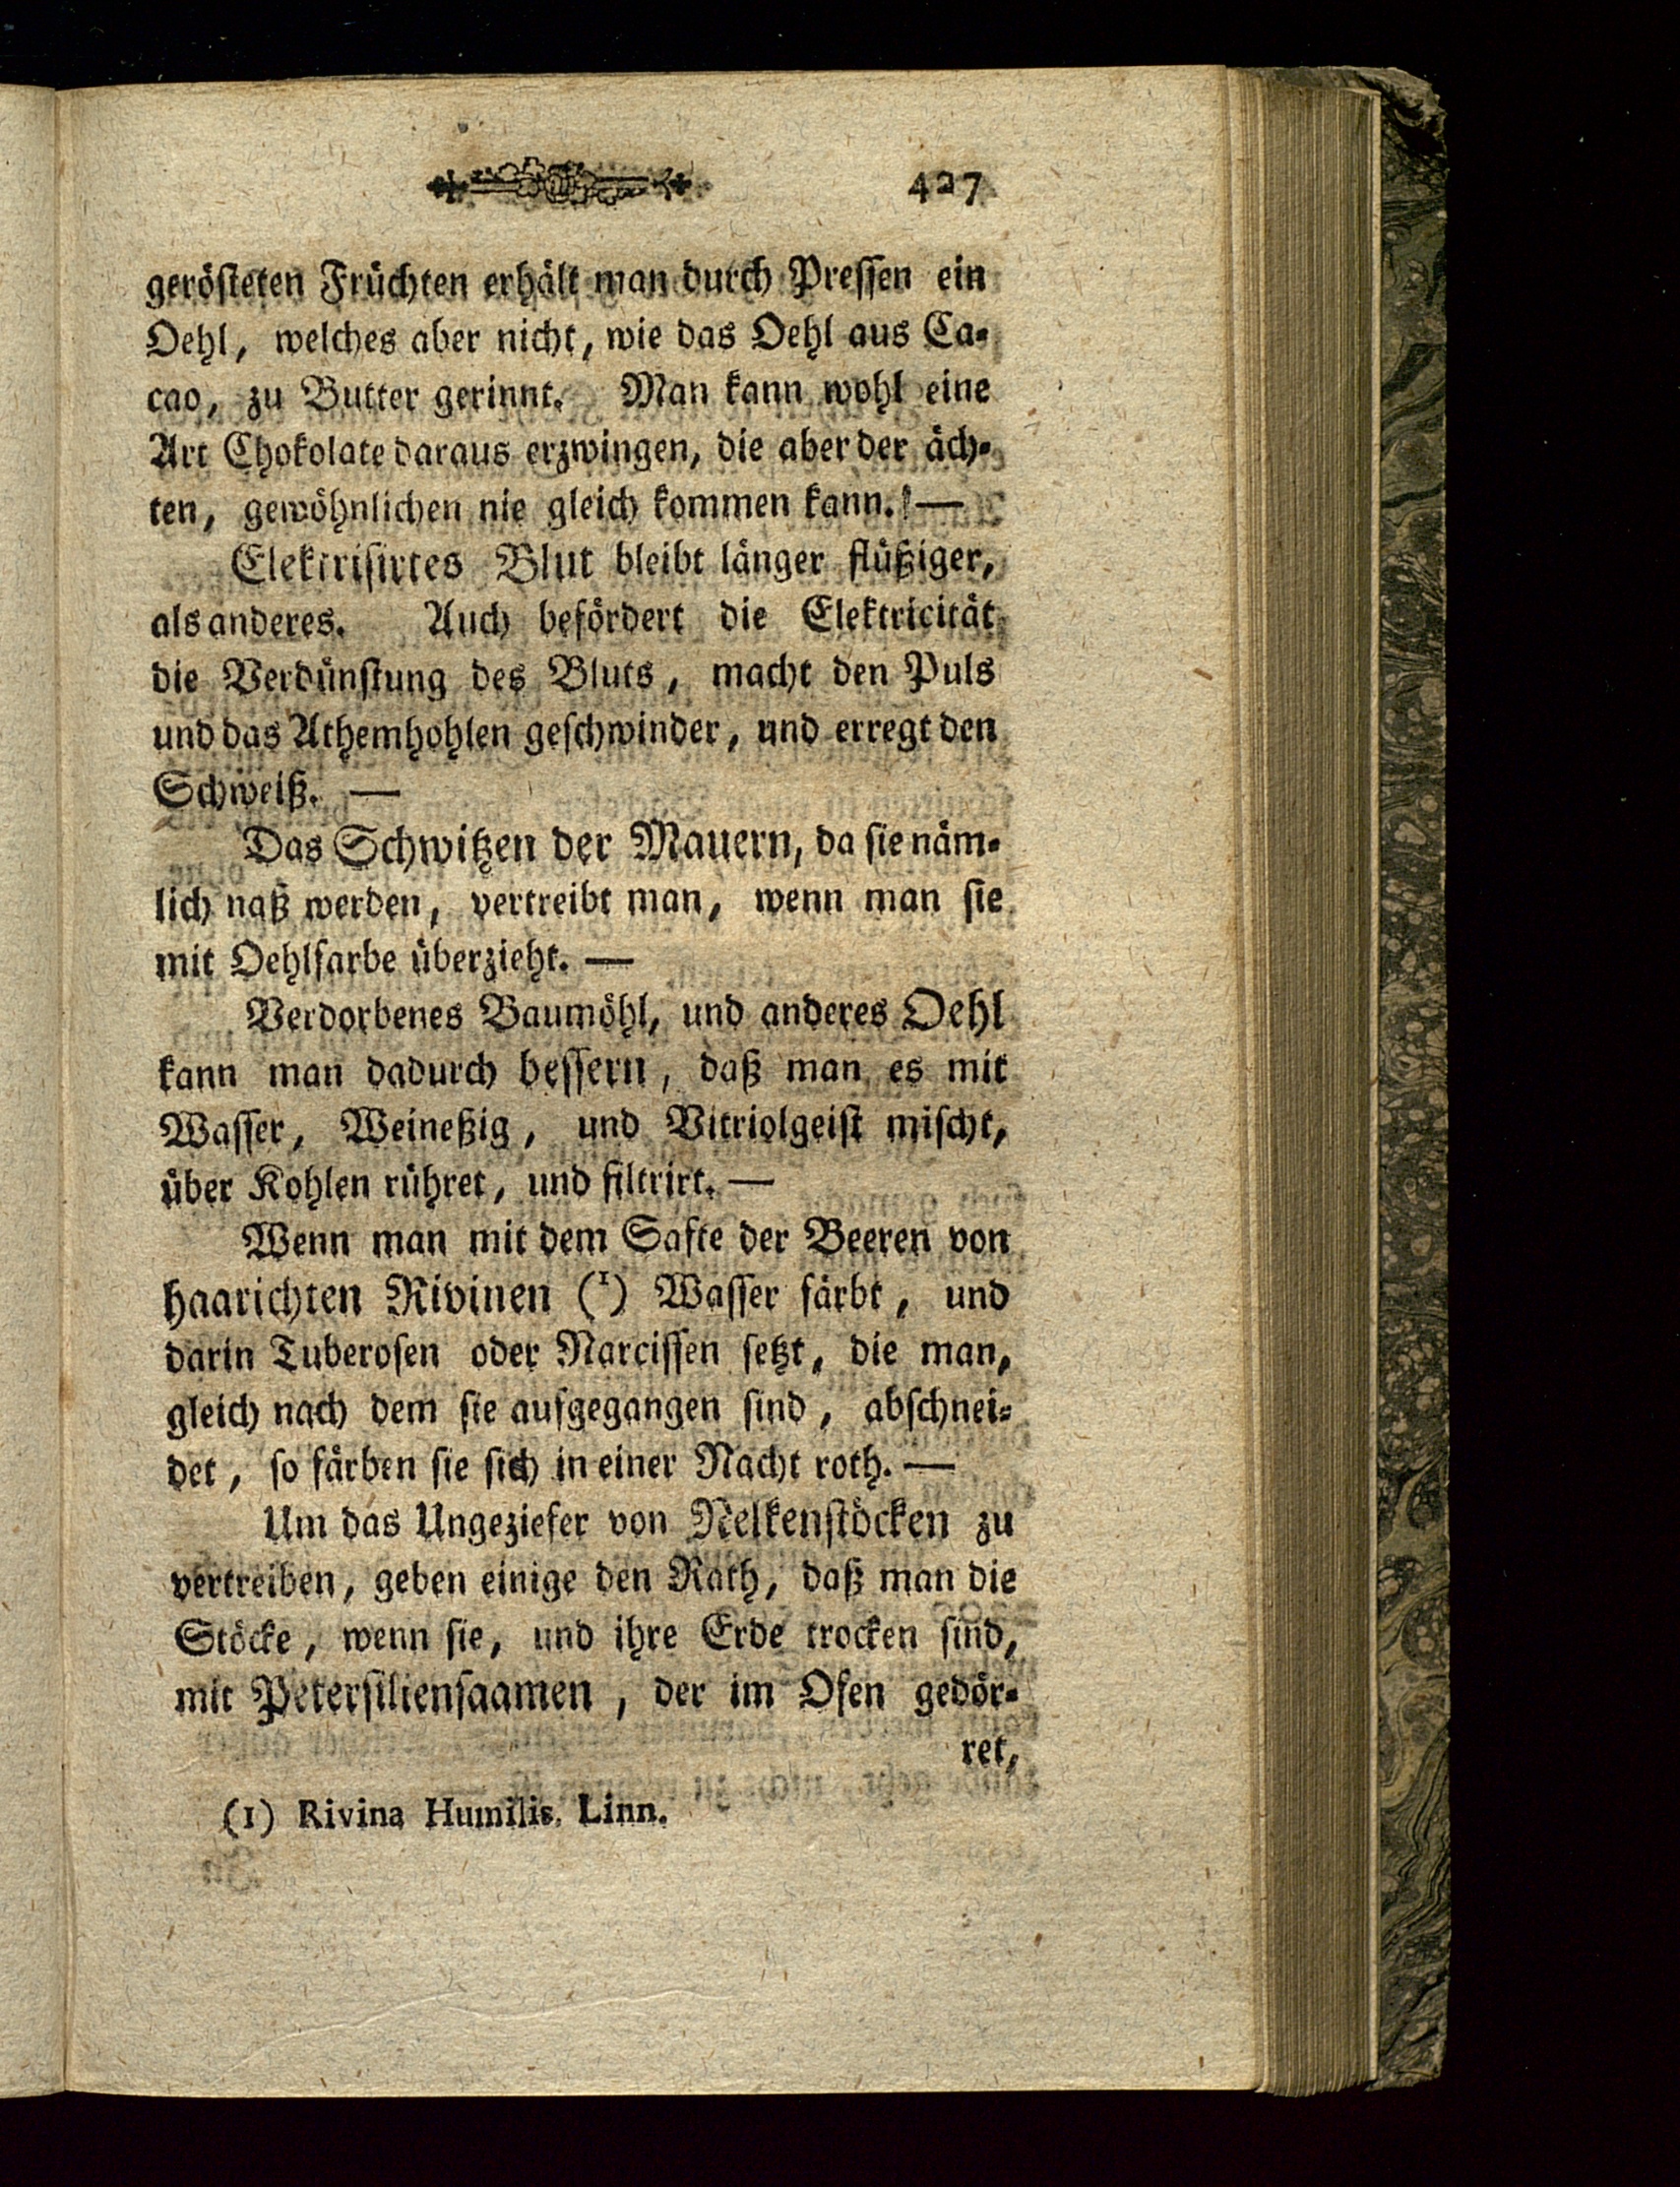 427
gerösteten Früchten erhält man durch Pressen ein
Oehl, welches aber nicht, wie das Oehl aus Ca-
cao, zu Butter gerinnt. Man kann wohl eine
Art Chokolate daraus erzwingen, die aber der äch-
ten, gewöhnlichen nie gleich kommen kann. —
Elektrisirtes Blut bleibt länger flüßiger,
als anderes. Auch befördert die Elektricität
die Verdünstung des Bluts, macht den Puls
und das Athemhohlen geschwinder, und erregt den
Schweiß. —
Das Schwitzen der Mauern, da sie näm-
lich naß werden, vertreibt man, wenn man sie
mit Oehlfarbe überzieht. —
Verdorbenes Baumöhl, und anderes Oehl
kann man dadurch bessern, daß man es mit
Wasser, Weineßig, und Vitriolgeist mischt,
über Kohlen rühret, und filtrirt. —
Wenn man mit dem Safte der Beeren von
haarichten Rivinen (1) Wasser färbt, und
darin Tuberosen oder Narcissen setzt, die man,
gleich nach dem sie aufgegangen sind, abschnei-
det, so färben sie sich in einer Nacht roth. —
Um das Ungeziefer von Nelkenstöcken zu
vertreiben, geben einige den Rath, daß man die
Stöcke, wenn sie, und ihre Erde trocken sind,
mit Petersiliensaamen, der im Ofen gedör-
ret,
(1) Rivina Humilis. Linn.